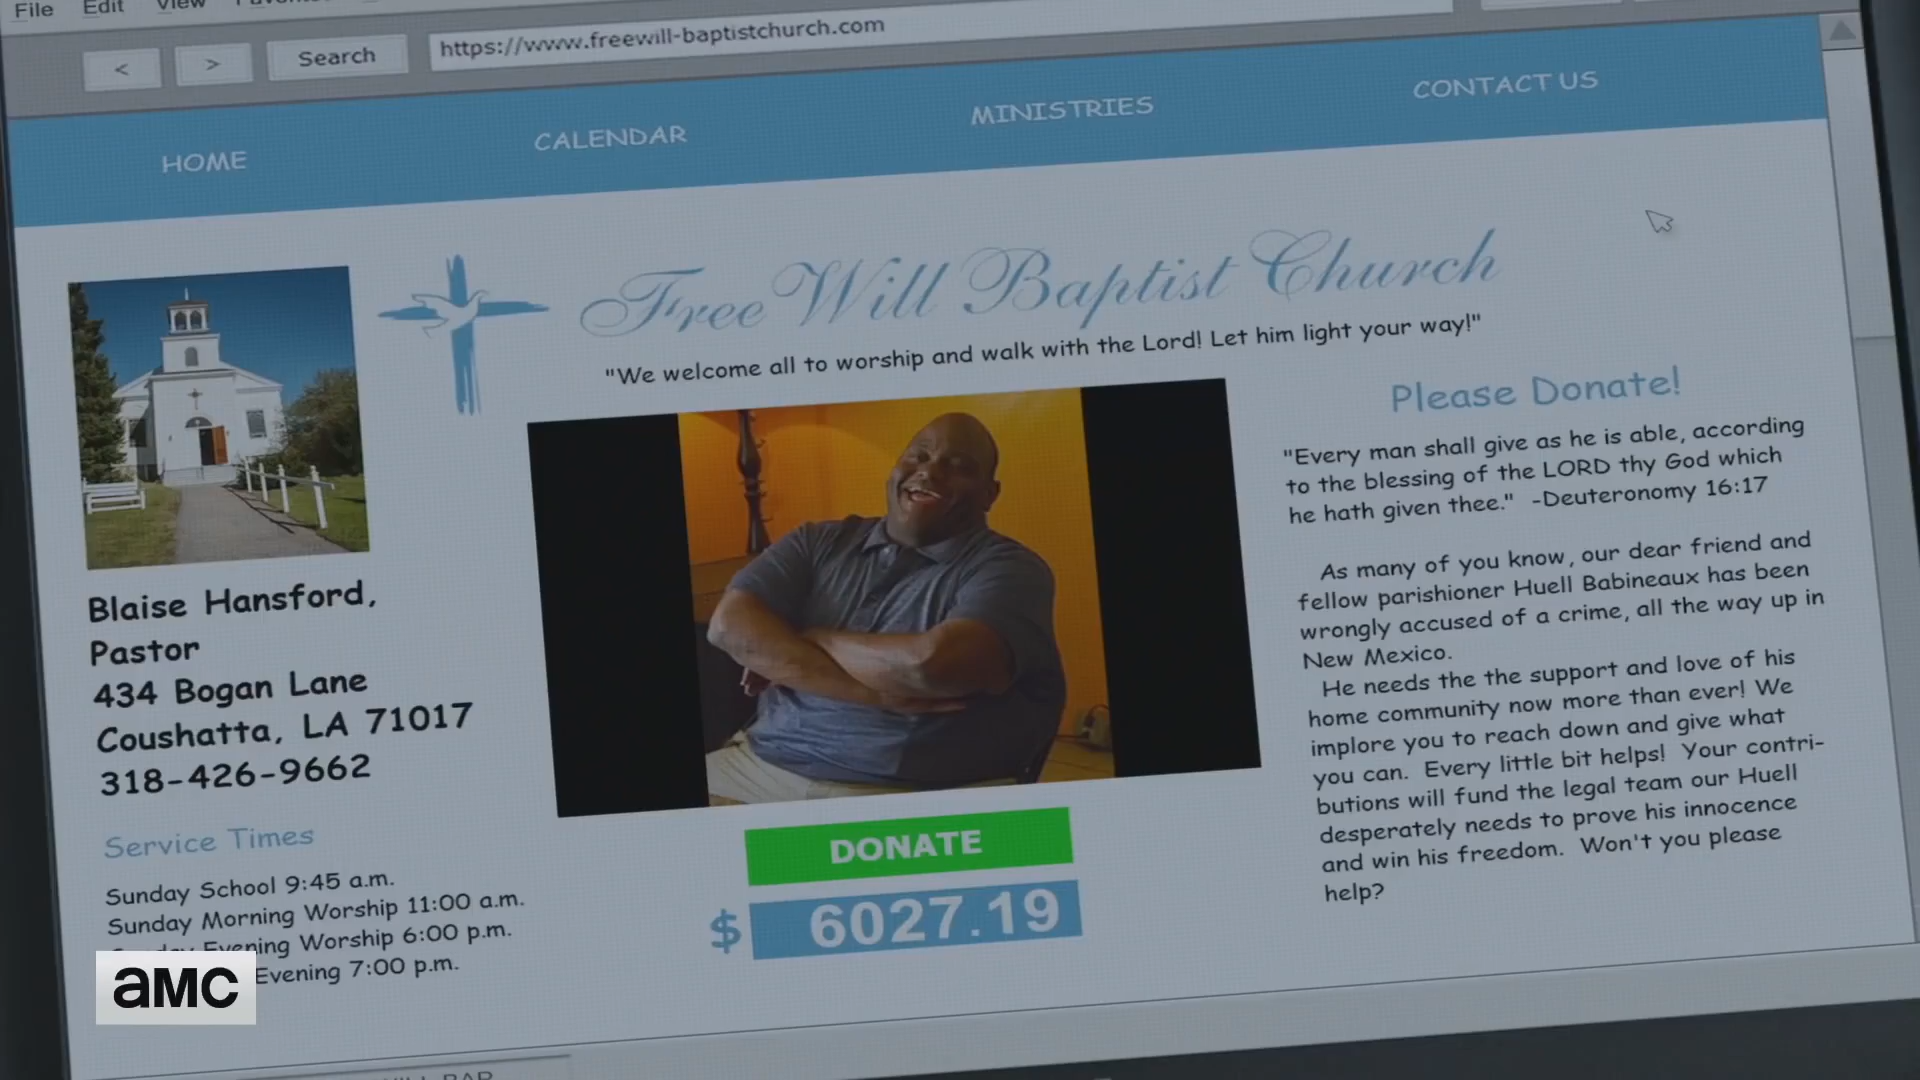 File Edit View
< > Search https://www.freewill-baptistchurch.com
HOME CALENDAR MINISTRIES CONTACT US
Free Will Baptist Church
"We welcome all to worship and walk with the Lord! Let him light your way!"
Blaise Hansford,
Pastor
434 Bogan Lane
Coushatta, LA 71017
318-426-9662
Service Times
Sunday School 9:45 a.m.
Sunday Morning Worship 11:00 a.m.
Sunday Evening Worship 6:00 p.m.
Evening 7:00 p.m.
DONATE
$ 6027.19
Please Donate!
"Every man shall give as he is able, according
to the blessing of the LORD thy God which
he hath given thee." -Deuteronomy 16:17
As many of you know, our dear friend and
fellow parishioner Huell Babineaux has been
wrongly accused of a crime, all the way up in
New Mexico.
He needs the the support and love of his
home community now more than ever! We
implore you to reach down and give what
you can. Every little bit helps! Your contri-
butions will fund the legal team our Huell
desperately needs to prove his innocence
and win his freedom. Won't you please
help?
aMC